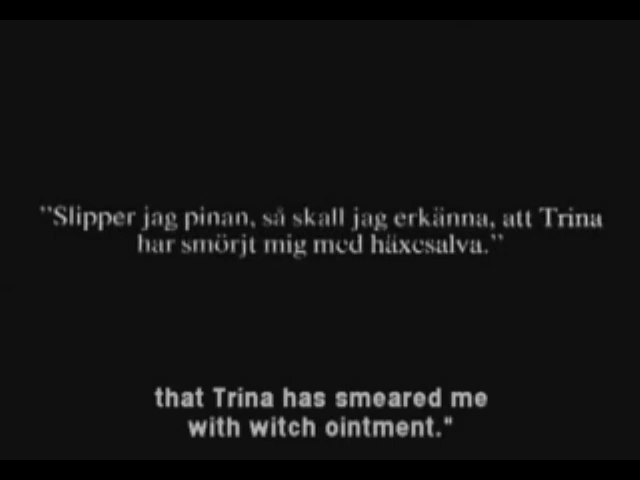 "Slipper jag pinan, så skall jag erkänna, att Trina
har smörjt mig med häxesalva."
that Trina has smeared me
with witch ointment."